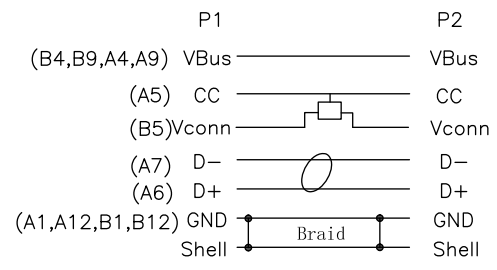 P1 P2
(B4,B9,A4,A9) VBus VBus
(A5) CC CC
(B5)Vconn Vconn
(A7) D− D−
(A6) D+ D+
(A1,A12,B1,B12) GND GND
Braid
Shell Shell